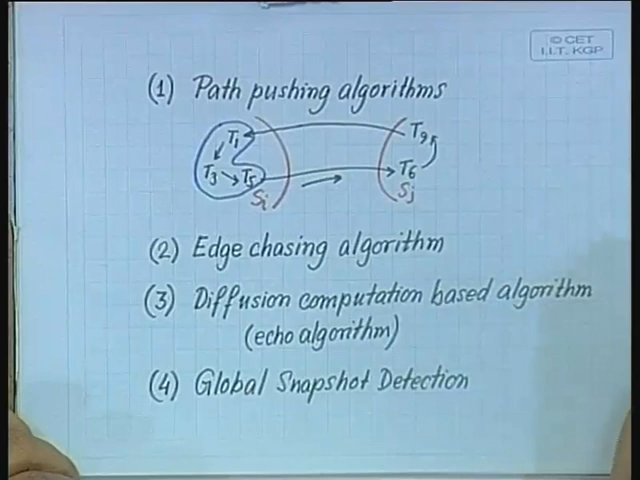 © CET
I.I.T. KGP
(1) Path pushing algorithms
T1 T9
T3 T5 T6
Si Sj
(2) Edge chasing algorithm
(3) Diffusion computation based algorithm
(echo algorithm)
(4) Global Snapshot Detection